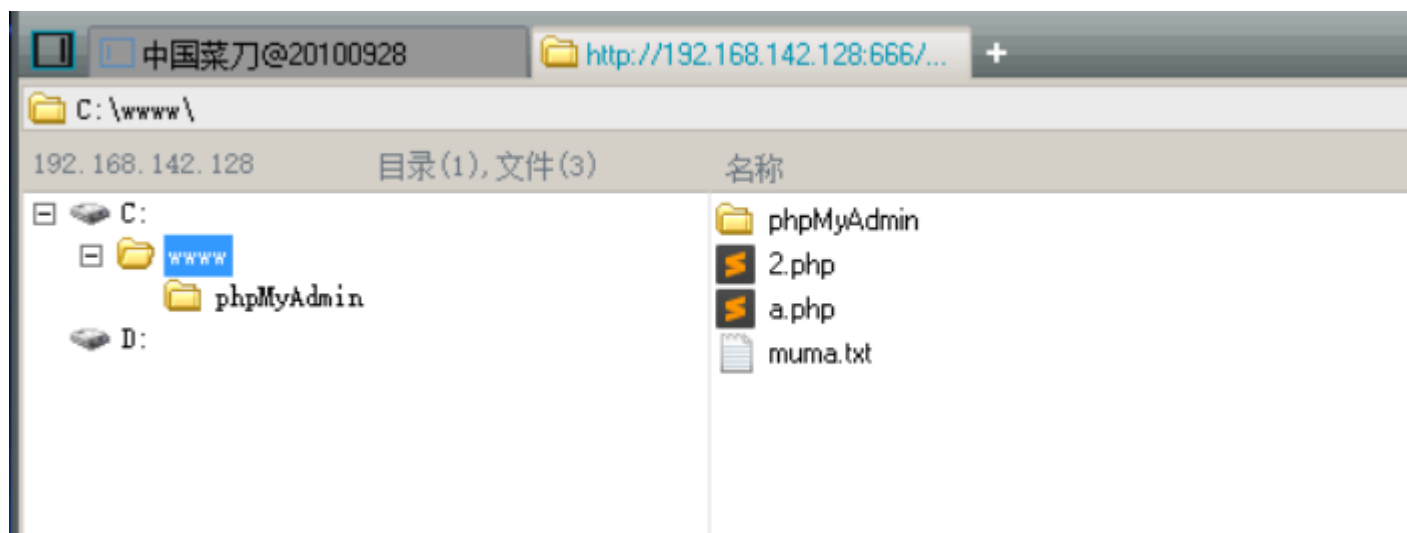 中国菜刀@20100928 http://192.168.142.128:666/... +
C:\wwww\
192.168.142.128 目录(1),文件(3) 名称
C: phpMyAdmin
wwww 2.php
phpMyAdmin a.php
D: muma.txt